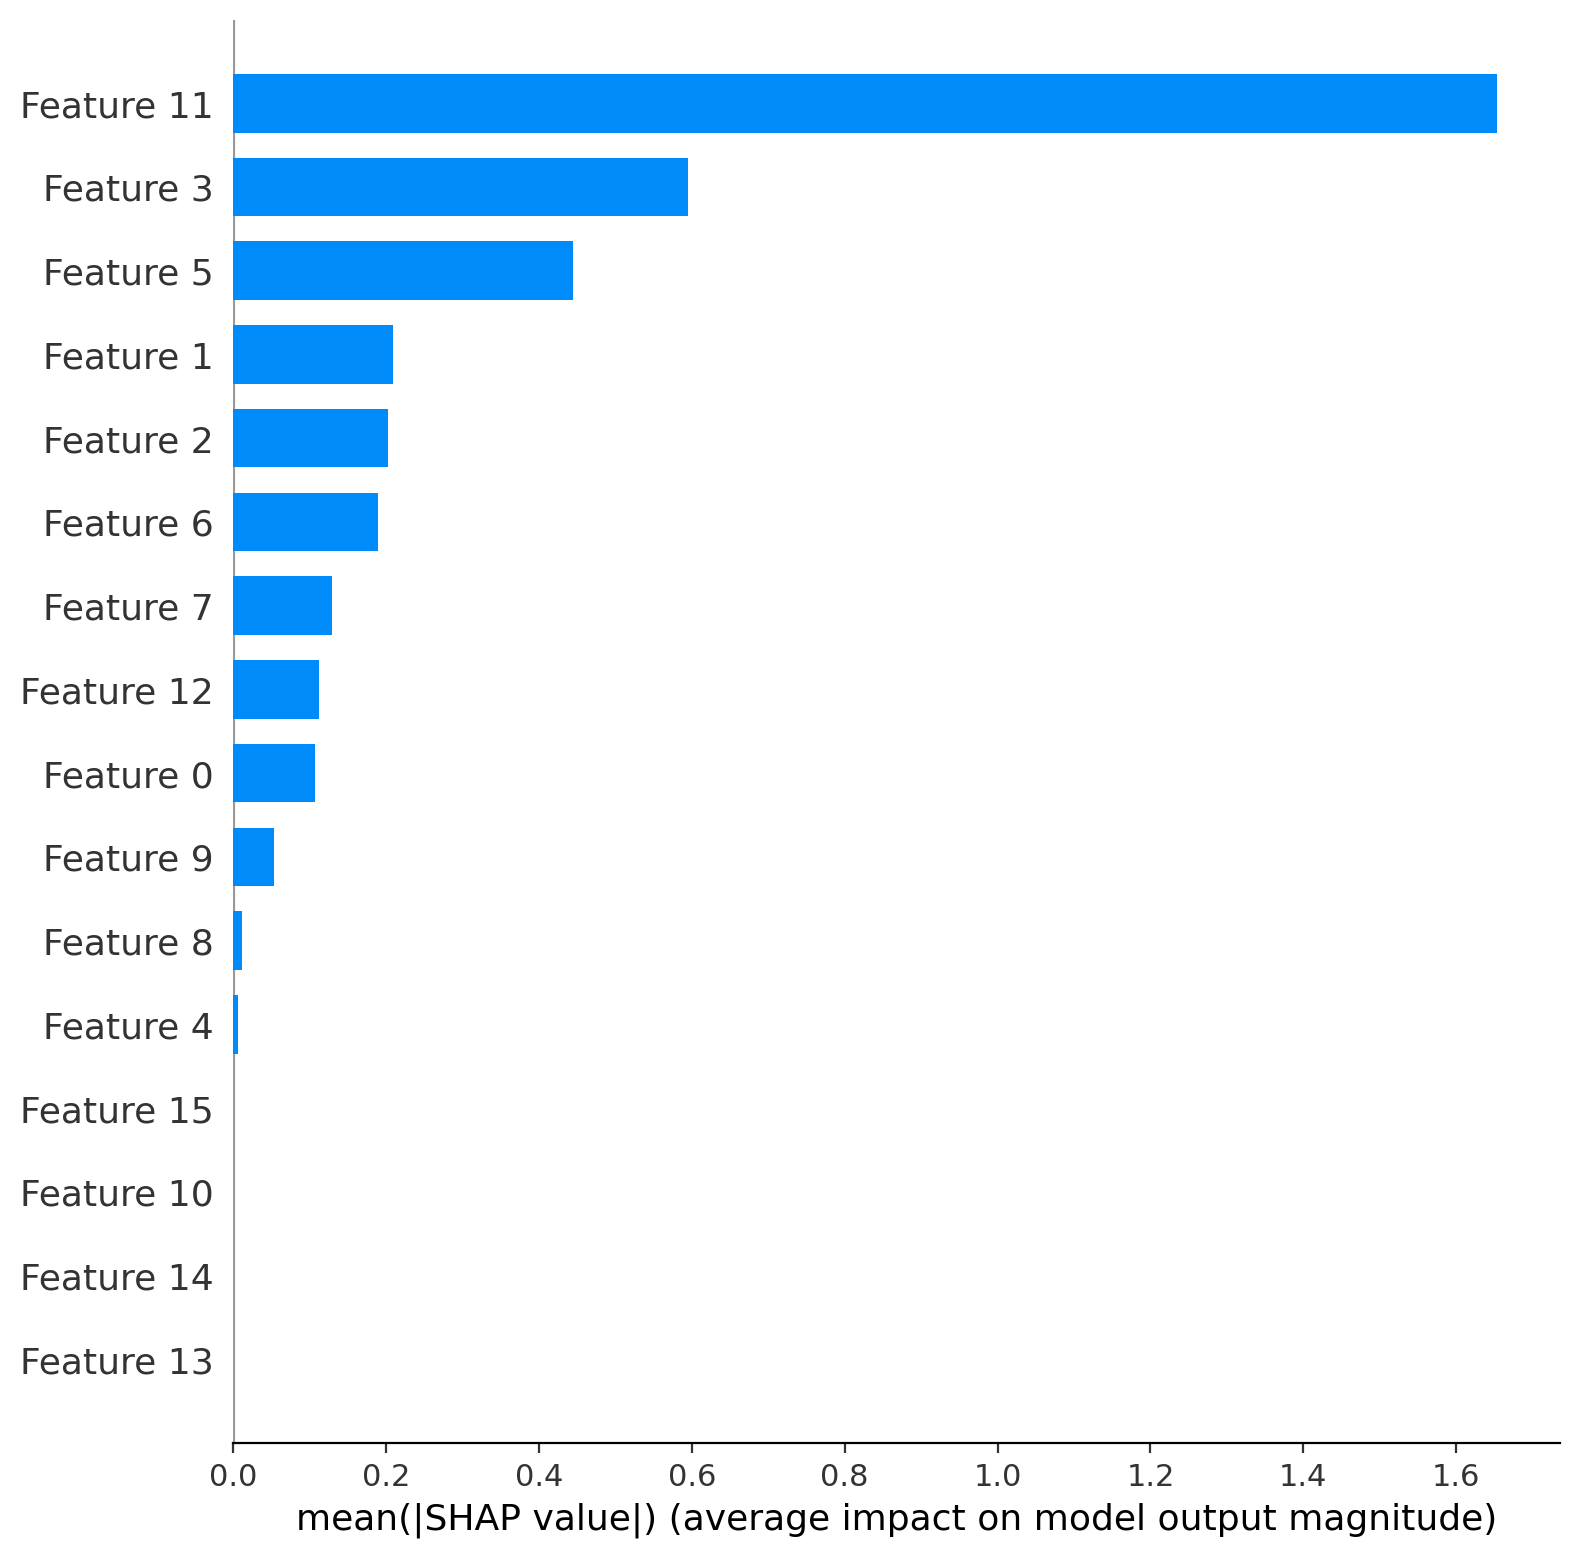 Feature 11
Feature 3
Feature 5
Feature 1
Feature 2
Feature 6
Feature 7
Feature 12
Feature 0
Feature 9
Feature 8
Feature 4
Feature 15
Feature 10
Feature 14
Feature 13
0.0 0.2 0.4 0.6 0.8 1.0 1.2 1.4 1.6
mean(|SHAP value|) (average impact on model output magnitude)